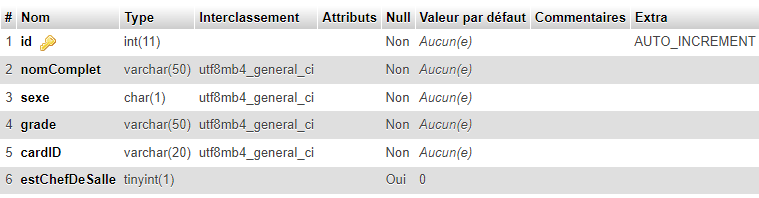 # Nom Type Interclassement Attributs Null Valeur par défaut Commentaires Extra
1 id int(11) Non Aucun(e) AUTO_INCREMENT
2 nomComplet varchar(50) utf8mb4_general_ci Non Aucun(e)
3 sexe char(1) utf8mb4_general_ci Non Aucun(e)
4 grade varchar(50) utf8mb4_general_ci Non Aucun(e)
5 cardID varchar(20) utf8mb4_general_ci Non Aucun(e)
6 estChefDeSalle tinyint(1) Oui 0